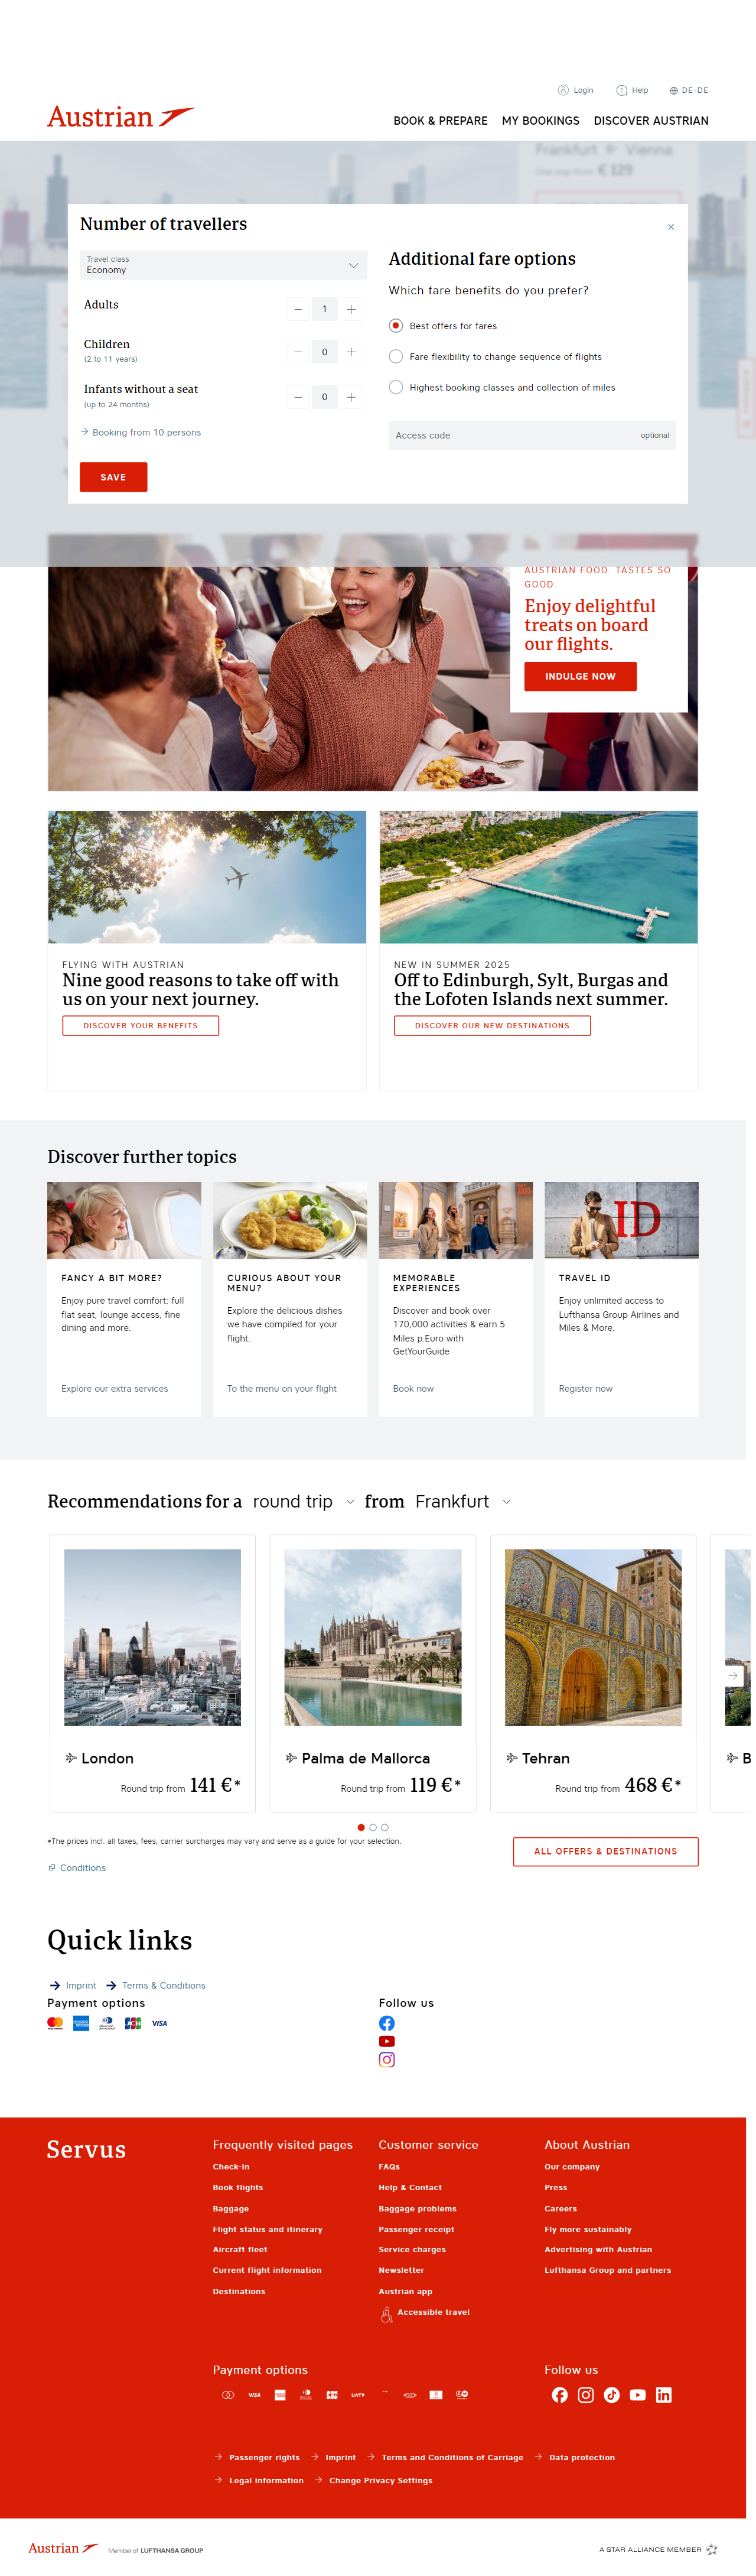 Login
Help
DE-DE
Austrian
BOOK & PREPARE
MY BOOKINGS
DISCOVER AUSTRIAN
Frankfurt
Vienna
One way from € 129
Number of travellers
Travel class
Economy
Adults
1
Children
(2 to 11 years)
0
Infants without a seat
(up to 24 months)
0
Booking from 10 persons
SAVE
Additional fare options
Which fare benefits do you prefer?
Best offers for fares
Fare flexibility to change sequence of flights
Highest booking classes and collection of miles
Access code
optional
AUSTRIAN FOOD. TASTES SO
GOOD.
Enjoy delightful
treats on board
our flights.
INDULGE NOW
FLYING WITH AUSTRIAN
Nine good reasons to take off with
us on your next journey.
DISCOVER YOUR BENEFITS
NEW IN SUMMER 2025
Off to Edinburgh, Sylt, Burgas and
the Lofoten Islands next summer.
DISCOVER OUR NEW DESTINATIONS
Discover further topics
FANCY A BIT MORE?
Enjoy pure travel comfort: full
flat seat, lounge access, fine
dining and more.
Explore our extra services
CURIOUS ABOUT YOUR
MENU?
Explore the delicious dishes
we have compiled for your
flight.
To the menu on your flight
MEMORABLE
EXPERIENCES
Discover and book over
170,000 activities & earn 5
Miles p.Euro with
GetYourGuide
Book now
ID
TRAVEL ID
Enjoy unlimited access to
Lufthansa Group Airlines and
Miles & More.
Register now
Recommendations for a round trip from Frankfurt
London
Round trip from 141 €*
Palma de Mallorca
Round trip from 119 €*
Tehran
Round trip from 468 €*
B
*The prices incl. all taxes, fees, carrier surcharges may vary and serve as a guide for your selection.
ALL OFFERS & DESTINATIONS
Conditions
Quick links
Imprint
Terms & Conditions
Payment options
VISA
Follow us
Servus
Frequently visited pages
Check-in
Book flights
Baggage
Flight status and itinerary
Aircraft fleet
Current flight information
Destinations
Customer service
FAQs
Help & Contact
Baggage problems
Passenger receipt
Service charges
Newsletter
Austrian app
Accessible travel
About Austrian
Our company
Press
Careers
Fly more sustainably
Advertising with Austrian
Lufthansa Group and partners
Payment options
VISA
UATP
Follow us
Passenger rights
Imprint
Terms and Conditions of Carriage
Data protection
Legal information
Change Privacy Settings
Austrian
Member of LUFTHANSA GROUP
A STAR ALLIANCE MEMBER